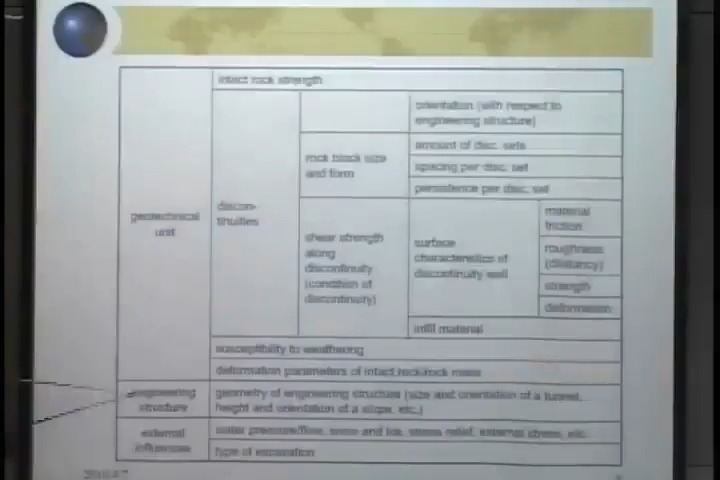 intact rock strength
orientation (with respect to
engineering structure)
rock block size
and form
amount of disc. sets
spacing per disc. set
persistence per disc. set
geotechnical
unit
discon-
tinuities
shear strength
along
discontinuity
(condition of
discontinuity)
surface
characteristics of
discontinuity wall
material
friction
roughness
(dilatancy)
strength
deformation
infill material
susceptibility to weathering
deformation parameters of intact rock/rock mass
engineering
structure
geometry of engineering structure (size and orientation of a tunnel,
height and orientation of a slope, etc.)
external
influences
water pressure/flow, snow and ice, stress relief, external stress, etc.
type of excavation